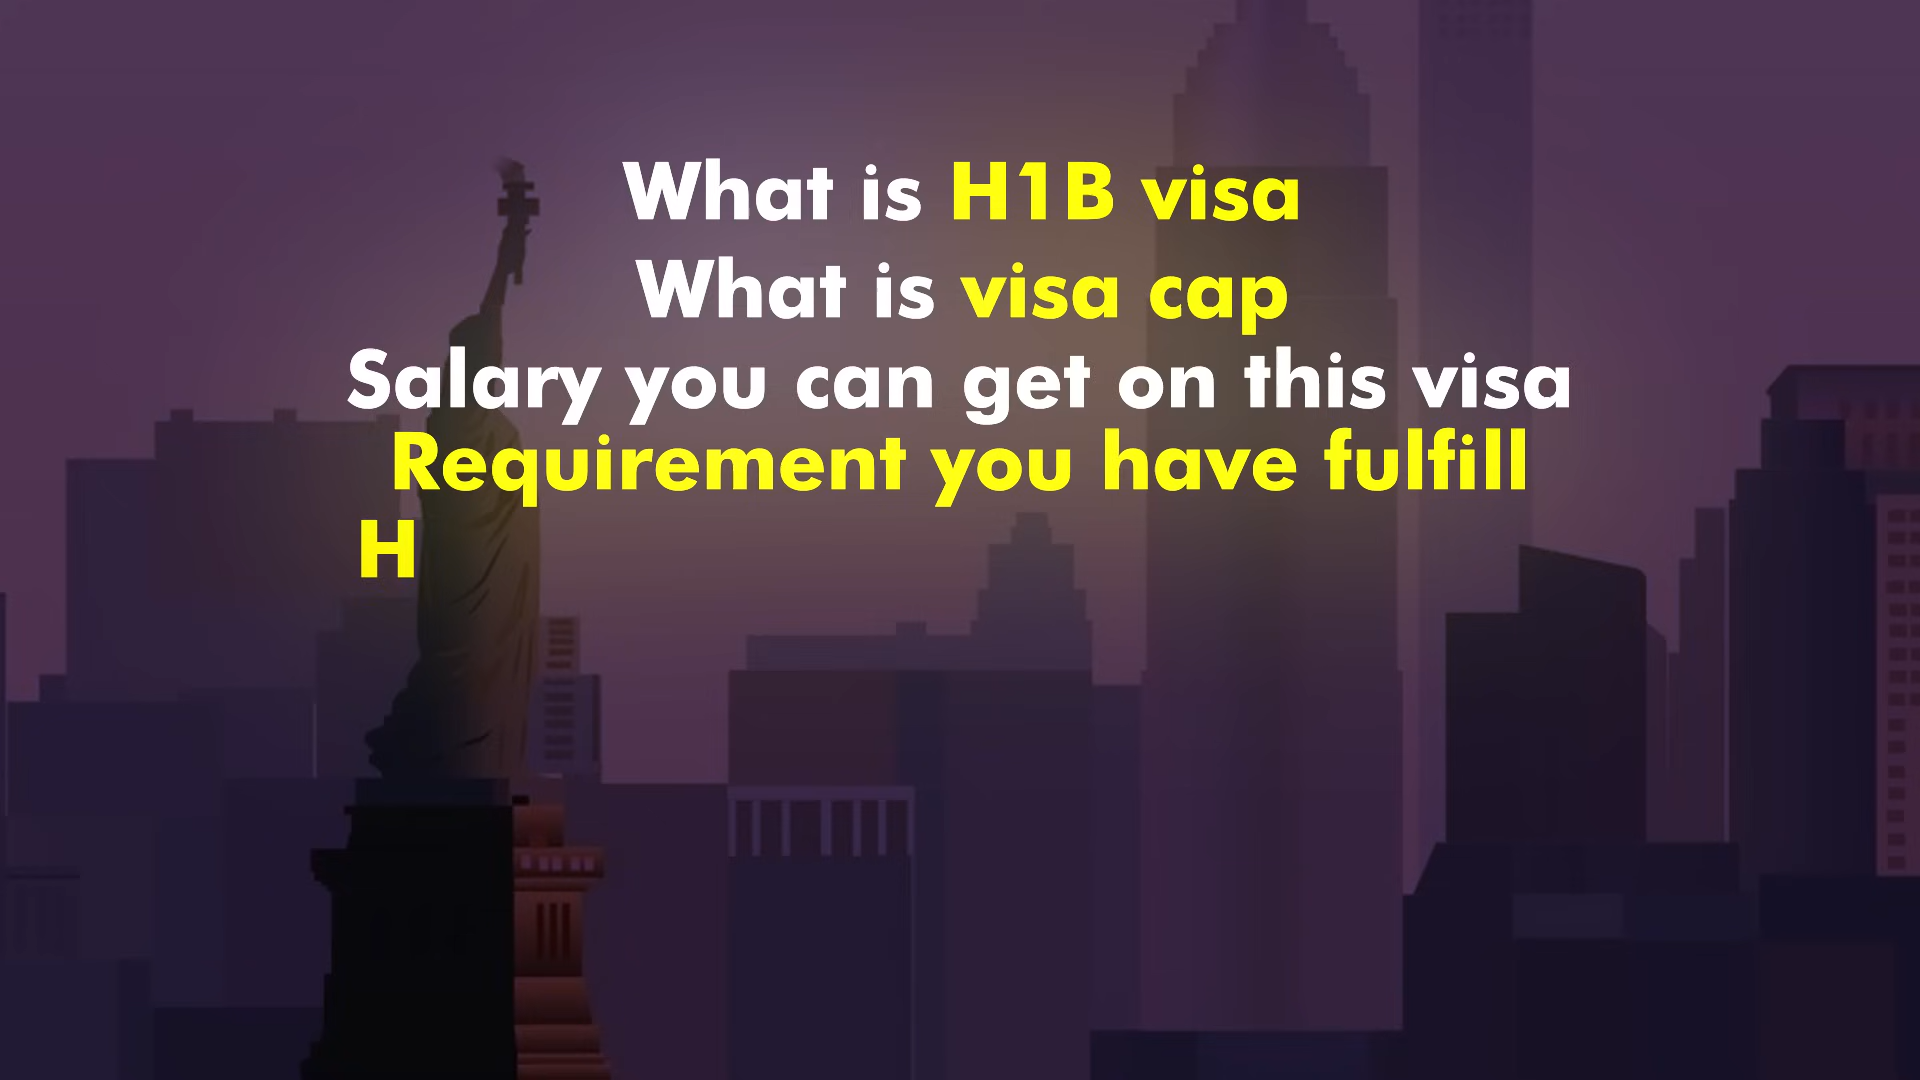 What is H1B visa
What is visa cap
Salary you can get on this visa
Requirement you have fulfill
H